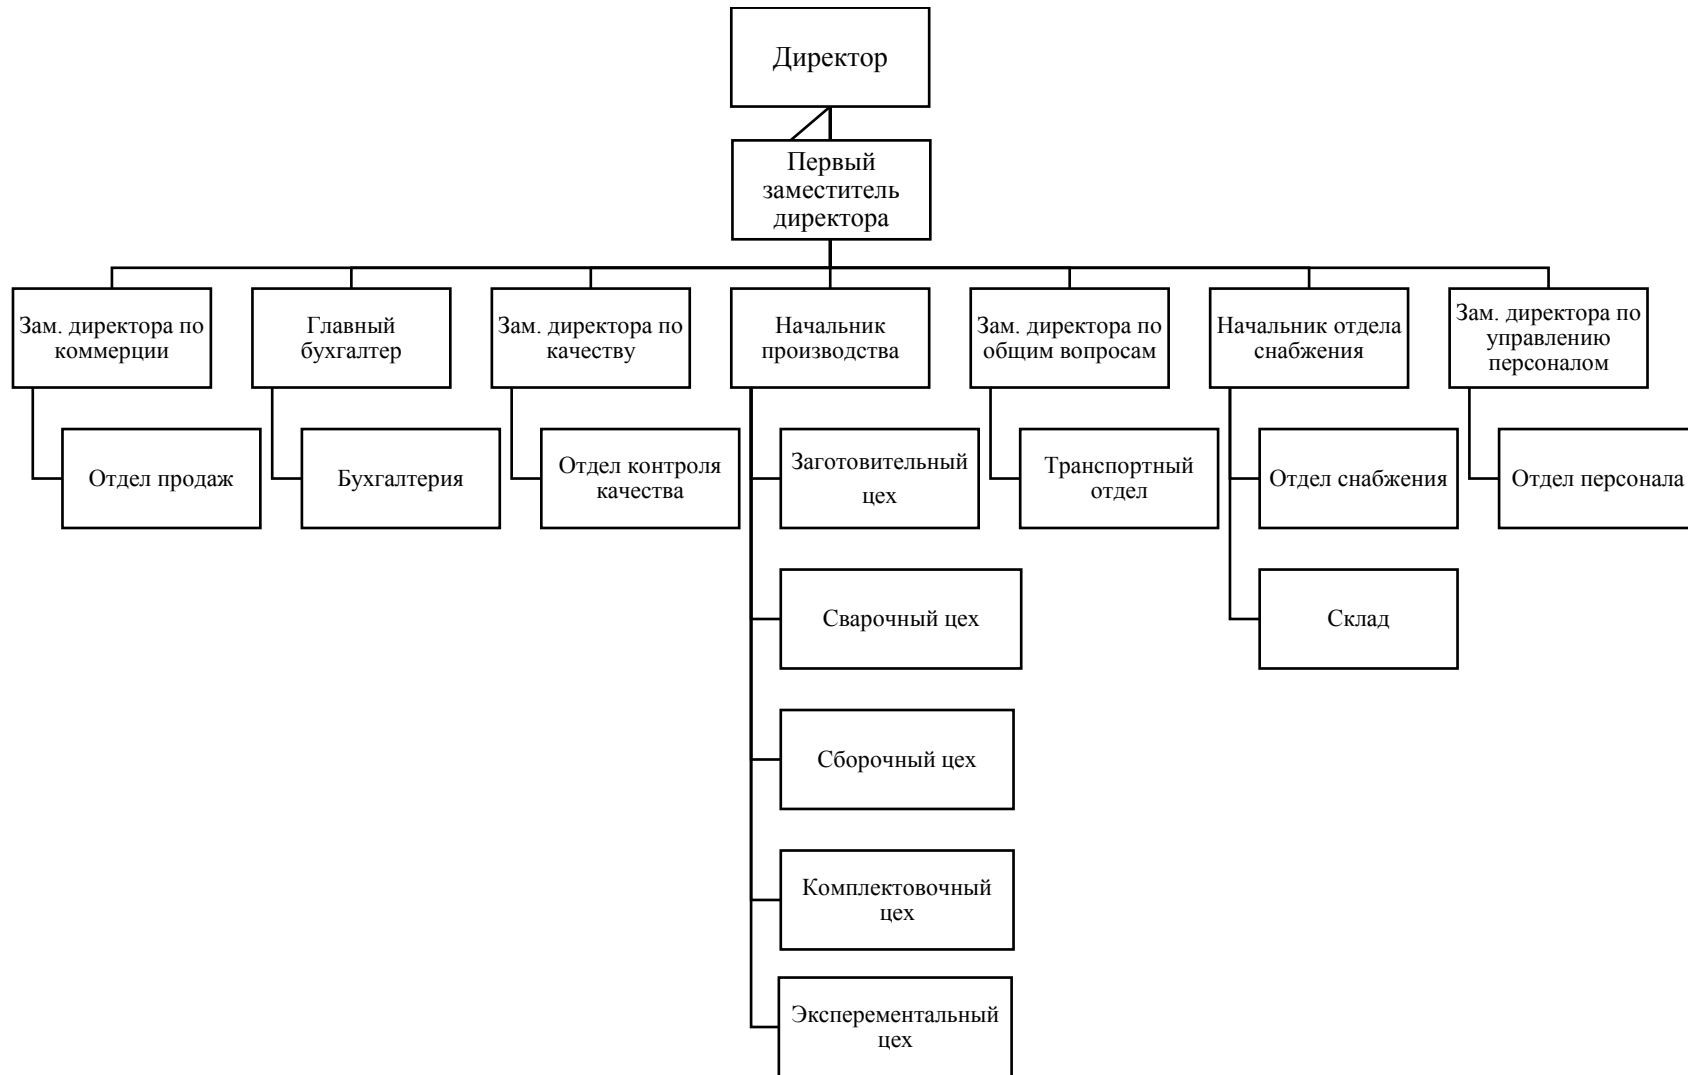 Директор
Первый
заместитель
директора
Зам. директора по
коммерции
Главный
бухгалтер
Зам. директора по
качеству
Начальник
производства
Зам. директора по
общим вопросам
Начальник отдела
снабжения
Зам. директора по
управлению
персоналом
Отдел продаж
Бухгалтерия
Отдел контроля
качества
Заготовительный
цех
Транспортный
отдел
Отдел снабжения
Отдел персонала
Сварочный цех
Склад
Сборочный цех
Комплектовочный
цех
Эксперементальный
цех